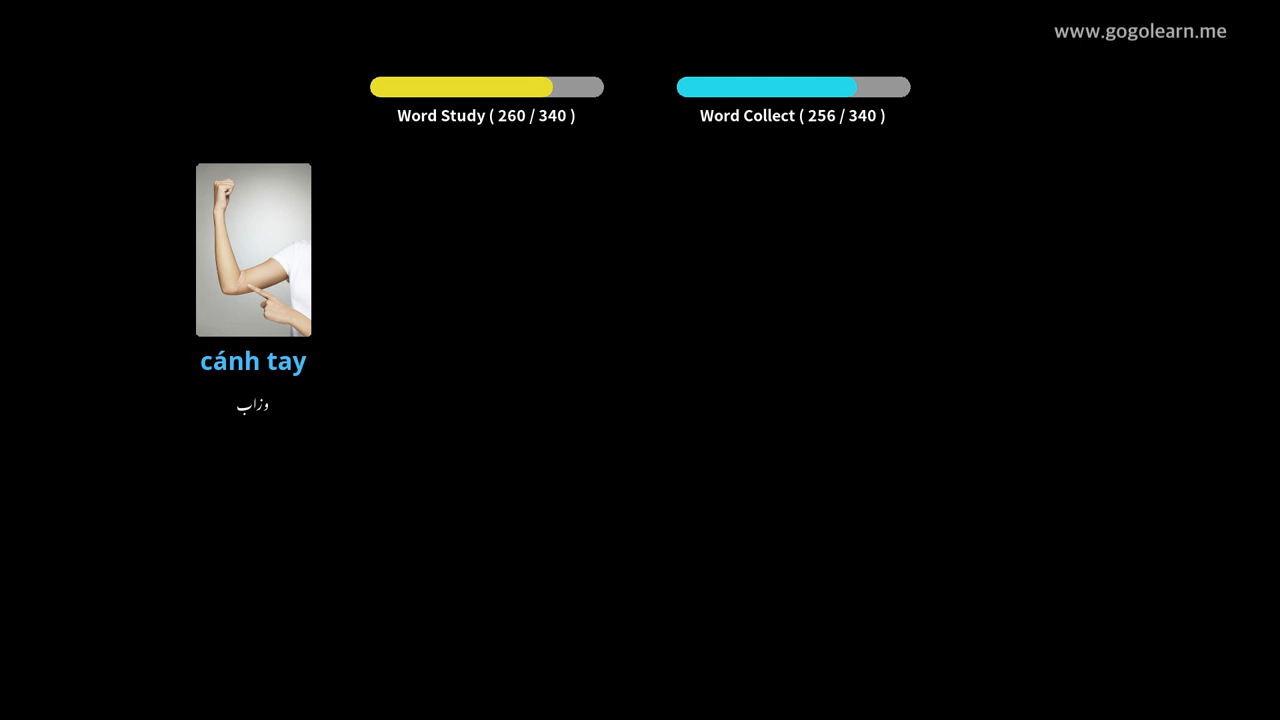 www.gogolearn.me
Word Study ( 260 / 340 )
Word Collect ( 256 / 340 )
cánh tay
وزاب